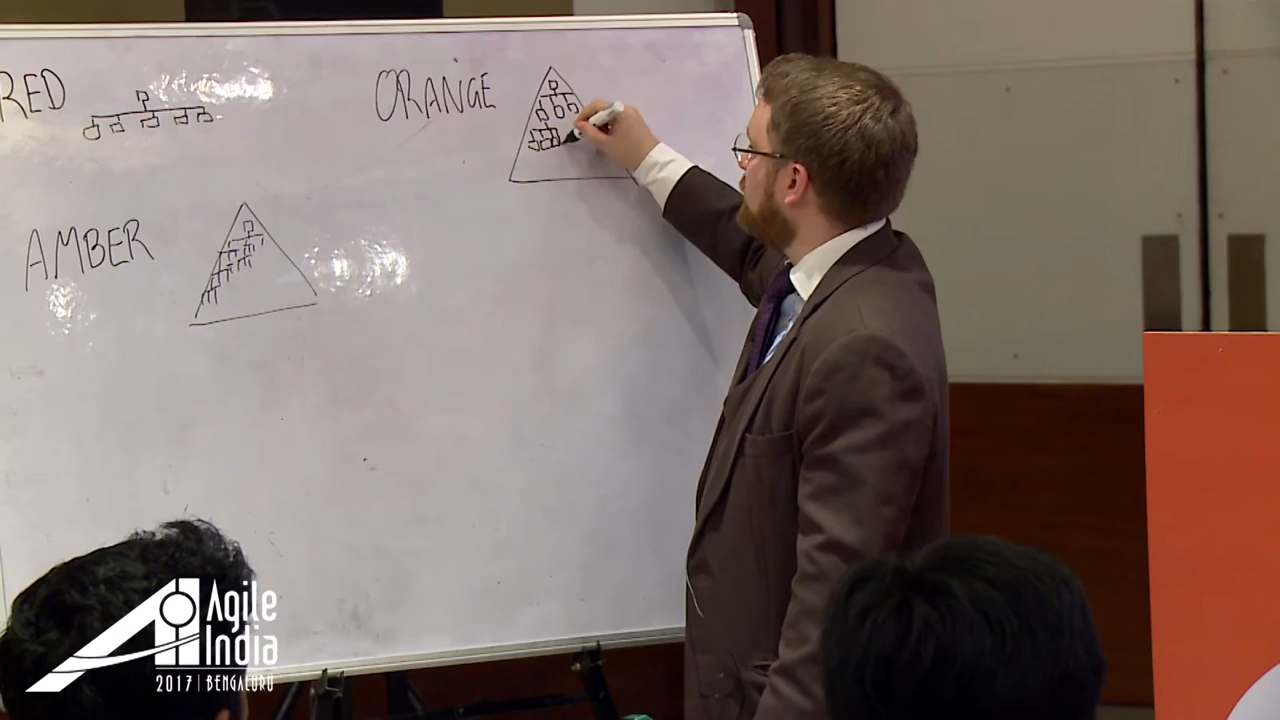 RED
ORANGE
AMBER
Agile
India
2017 | BENGALURU